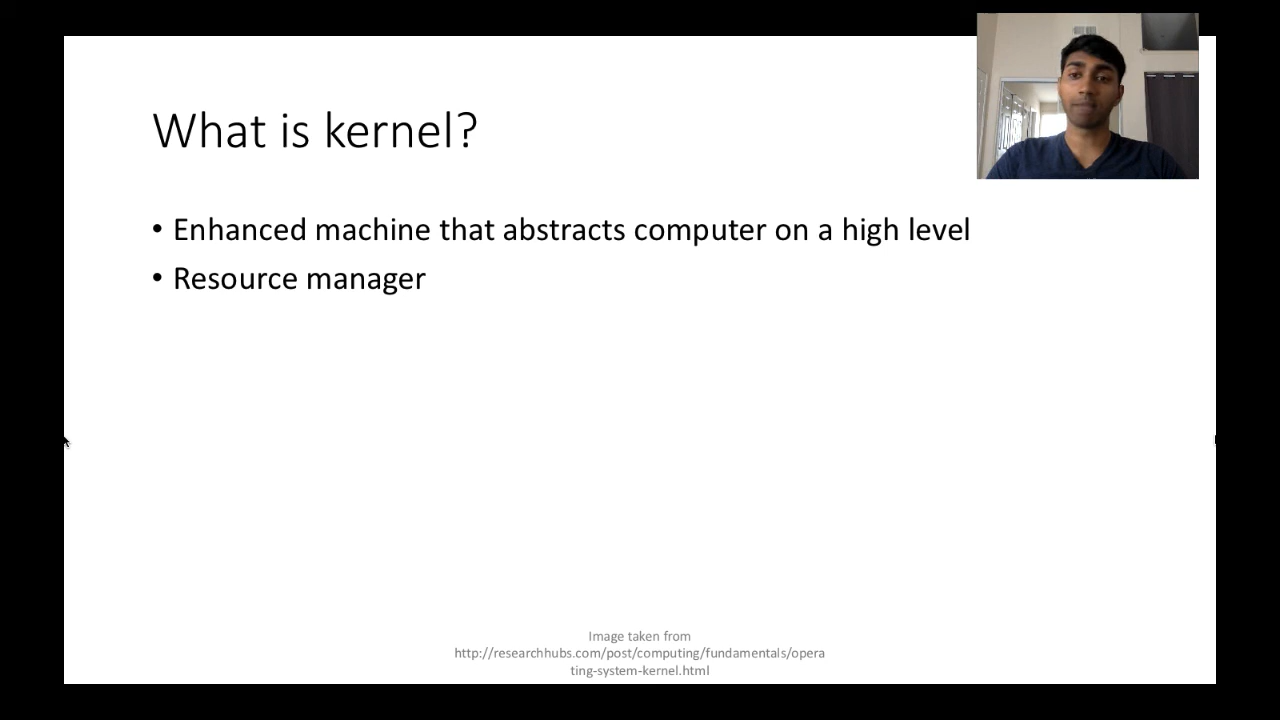 What is kernel?
• Enhanced machine that abstracts computer on a high level
• Resource manager
Image taken from
http://researchhubs.com/post/computing/fundamentals/opera
ting-system-kernel.html